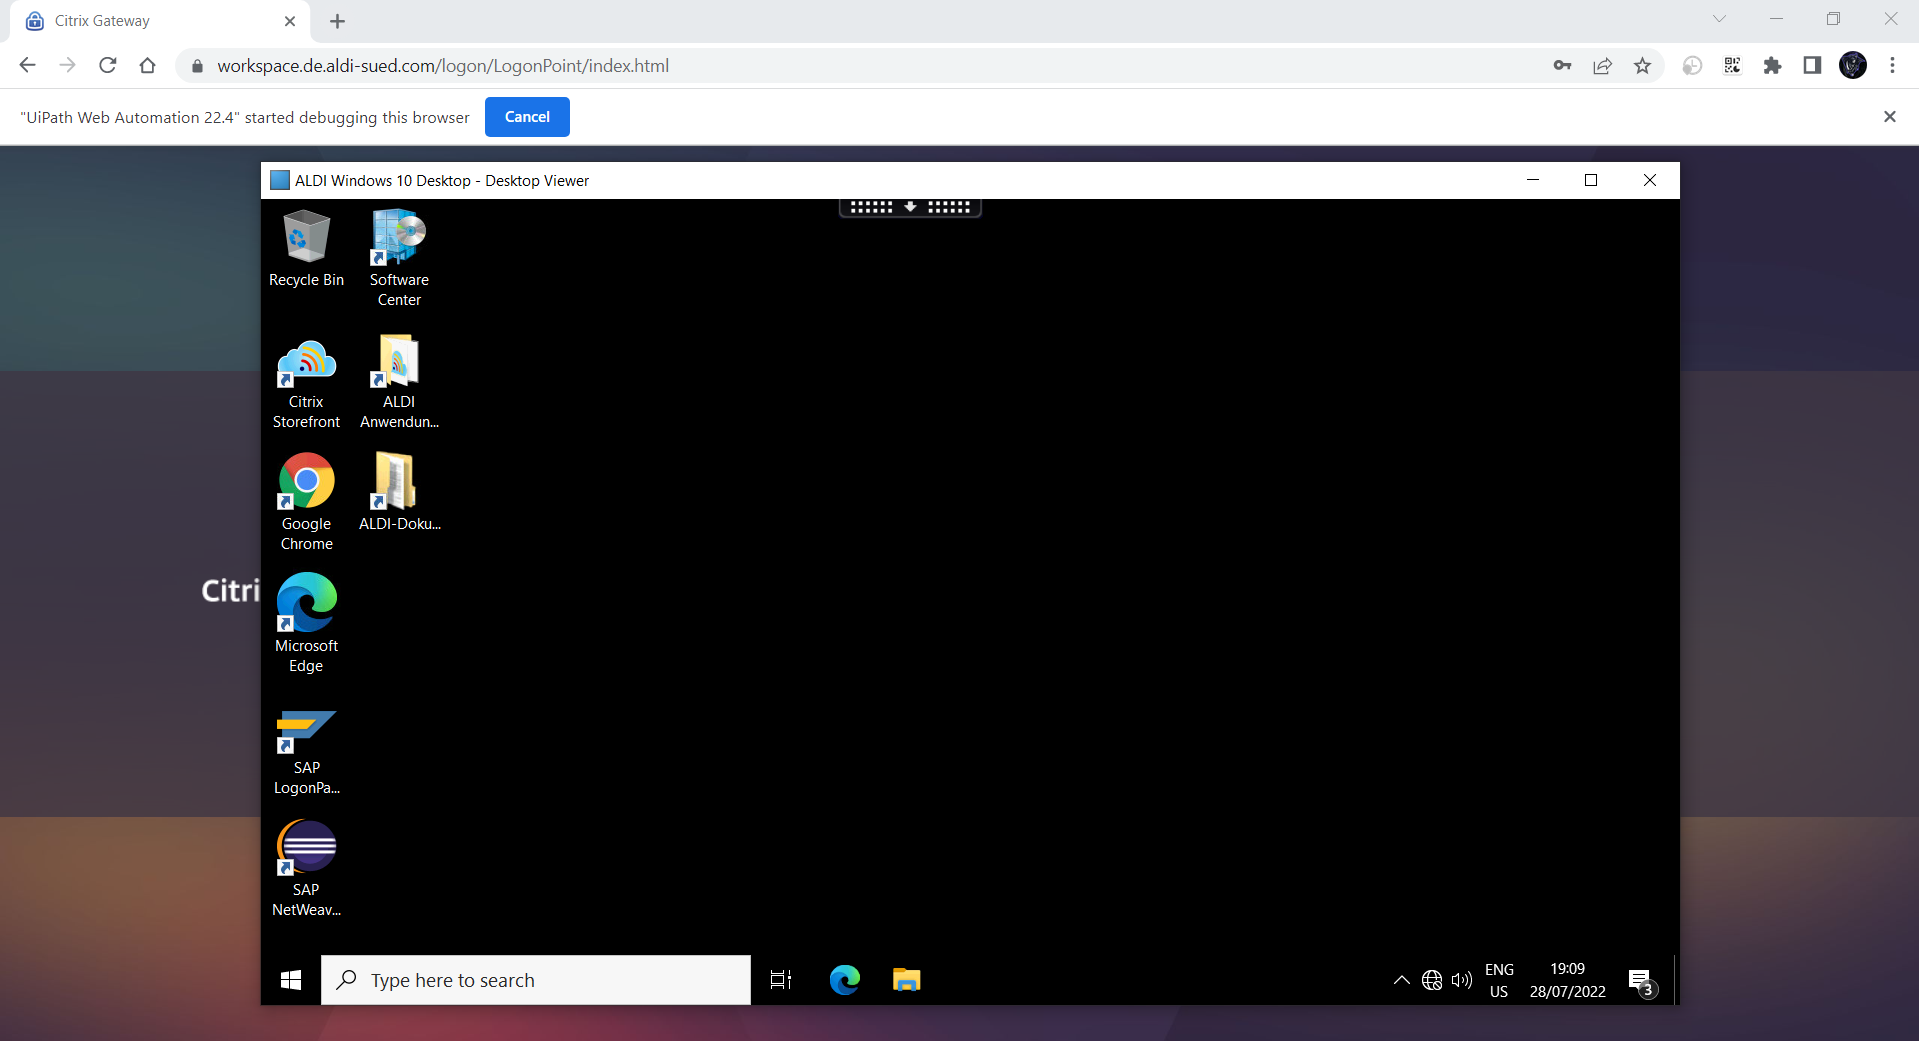 Citrix Gateway
workspace.de.aldi-sued.com/logon/LogonPoint/index.html
"UiPath Web Automation 22.4" started debugging this browser
Cancel
ALDI Windows 10 Desktop - Desktop Viewer
Recycle Bin
Software
Center
Citrix
Storefront
ALDI
Anwendun...
Google
Chrome
ALDI-Doku...
Citri
Microsoft
Edge
SAP
LogonPa...
SAP
NetWeav...
Type here to search
ENG
US
19:09
28/07/2022
3